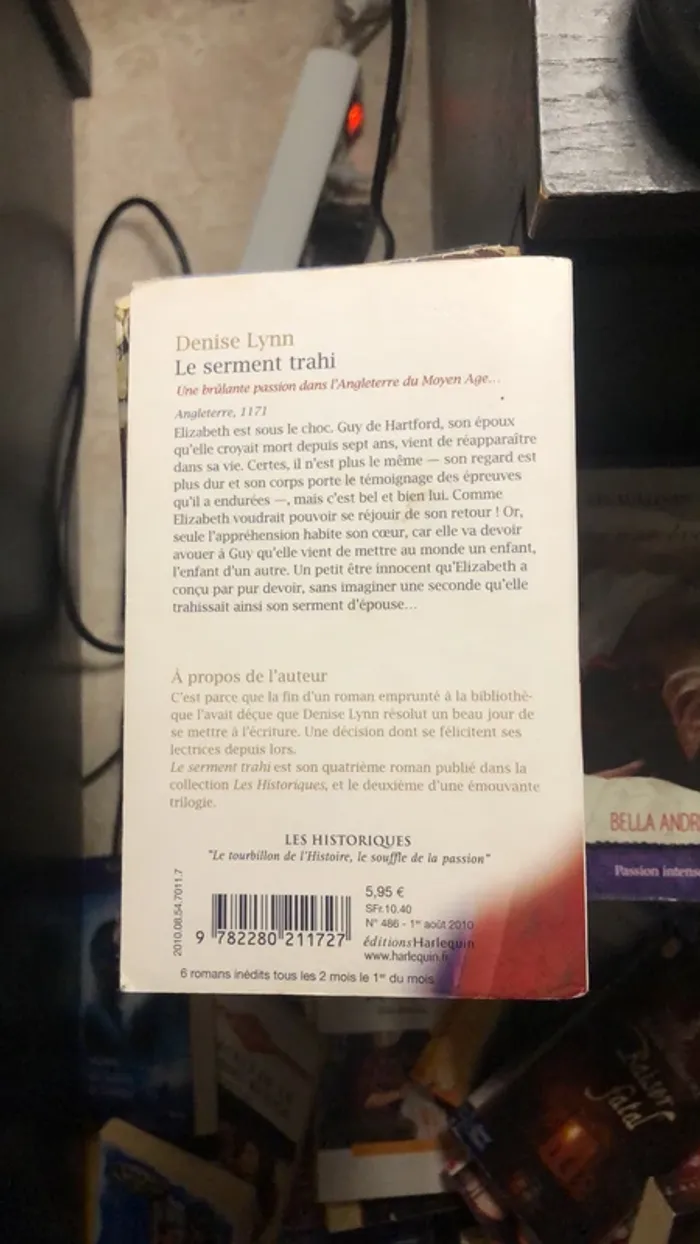 Denise Lynn
Le serment trahi
Une brûlante passion dans l'Angleterre du Moyen Age...
Angleterre, 1171
Elizabeth est sous le choc. Guy de Hartford, son époux
qu'elle croyait mort depuis sept ans, vient de réapparaître
dans sa vie. Certes, il n'est plus le même — son regard est
plus dur et son corps porte le témoignage des épreuves
qu'il a endurées —, mais c'est bel et bien lui. Comme
Elizabeth voudrait pouvoir se réjouir de son retour ! Or,
seule l'appréhension habite son cœur, car elle va devoir
avouer à Guy qu'elle vient de mettre au monde un enfant,
l'enfant d'un autre. Un petit être innocent qu'Elizabeth a
conçu par pur devoir, sans imaginer une seconde qu'elle
trahissait ainsi son serment d'épouse...
À propos de l'auteur
C'est parce que la fin d'un roman emprunté à la bibliothè-
que l'avait déçue que Denise Lynn résolut un beau jour de
se mettre à l'écriture. Une décision dont se félicitent ses
lectrices depuis lors.
Le serment trahi est son quatrième roman publié dans la
collection Les Historiques, et le deuxième d'une émouvante
trilogie.
LES HISTORIQUES
"Le tourbillon de l'Histoire, le souffle de la passion"
2010.08.54.7011.7
9 782280 211727
5,95 €
SFr.10.40
N° 486 - 1er août 2010
éditionsHarlequin
www.harlequin.fr
6 romans inédits tous les 2 mois le 1er du mois
BELLA ANDR
Passion intense
Baiser
fatal